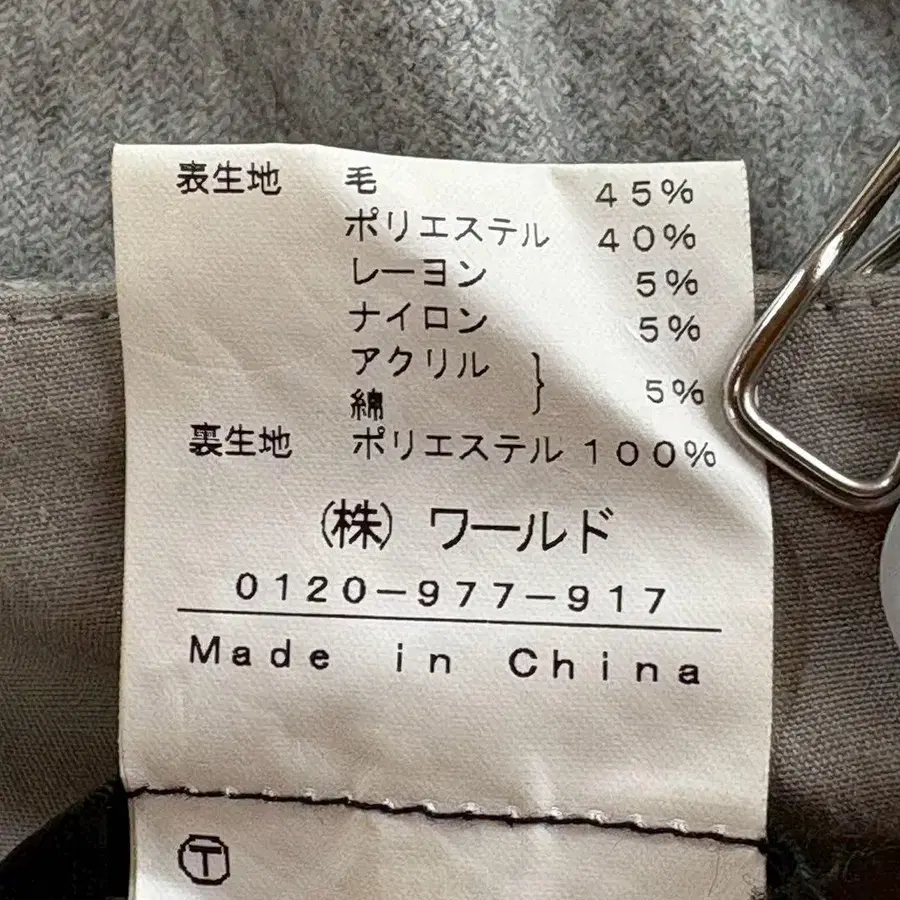 表生地 毛 45%
ポリエステル 40%
レーヨン 5%
ナイロン 5%
アクリル
綿 } 5%
裏生地 ポリエステル 100%
(株) ワールド
0120-977-917
Made in China
Ⓣ